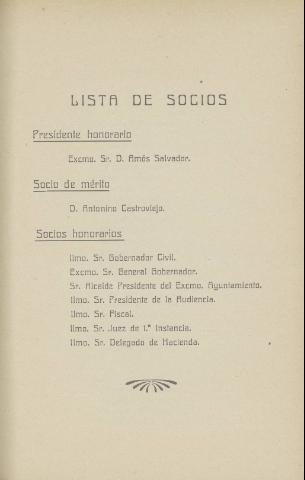 LISTA DE SOCIOS
Presidente honorario
Excmo. Sr. D. Amós Salvador.
Socio de mérito
D. Antonino Castroviejo.
Socios honorarios
Ilmo. Sr. Gobernador Civil.
Excmo. Sr. General Gobernador.
Sr. Alcalde Presidente del Excmo. Ayuntamiento.
Ilmo. Sr. Presidente de la Audiencia.
Ilmo. Sr. Fiscal.
Ilmo. Sr. Juez de 1.ª Instancia.
Ilmo. Sr. Delegado de Hacienda.